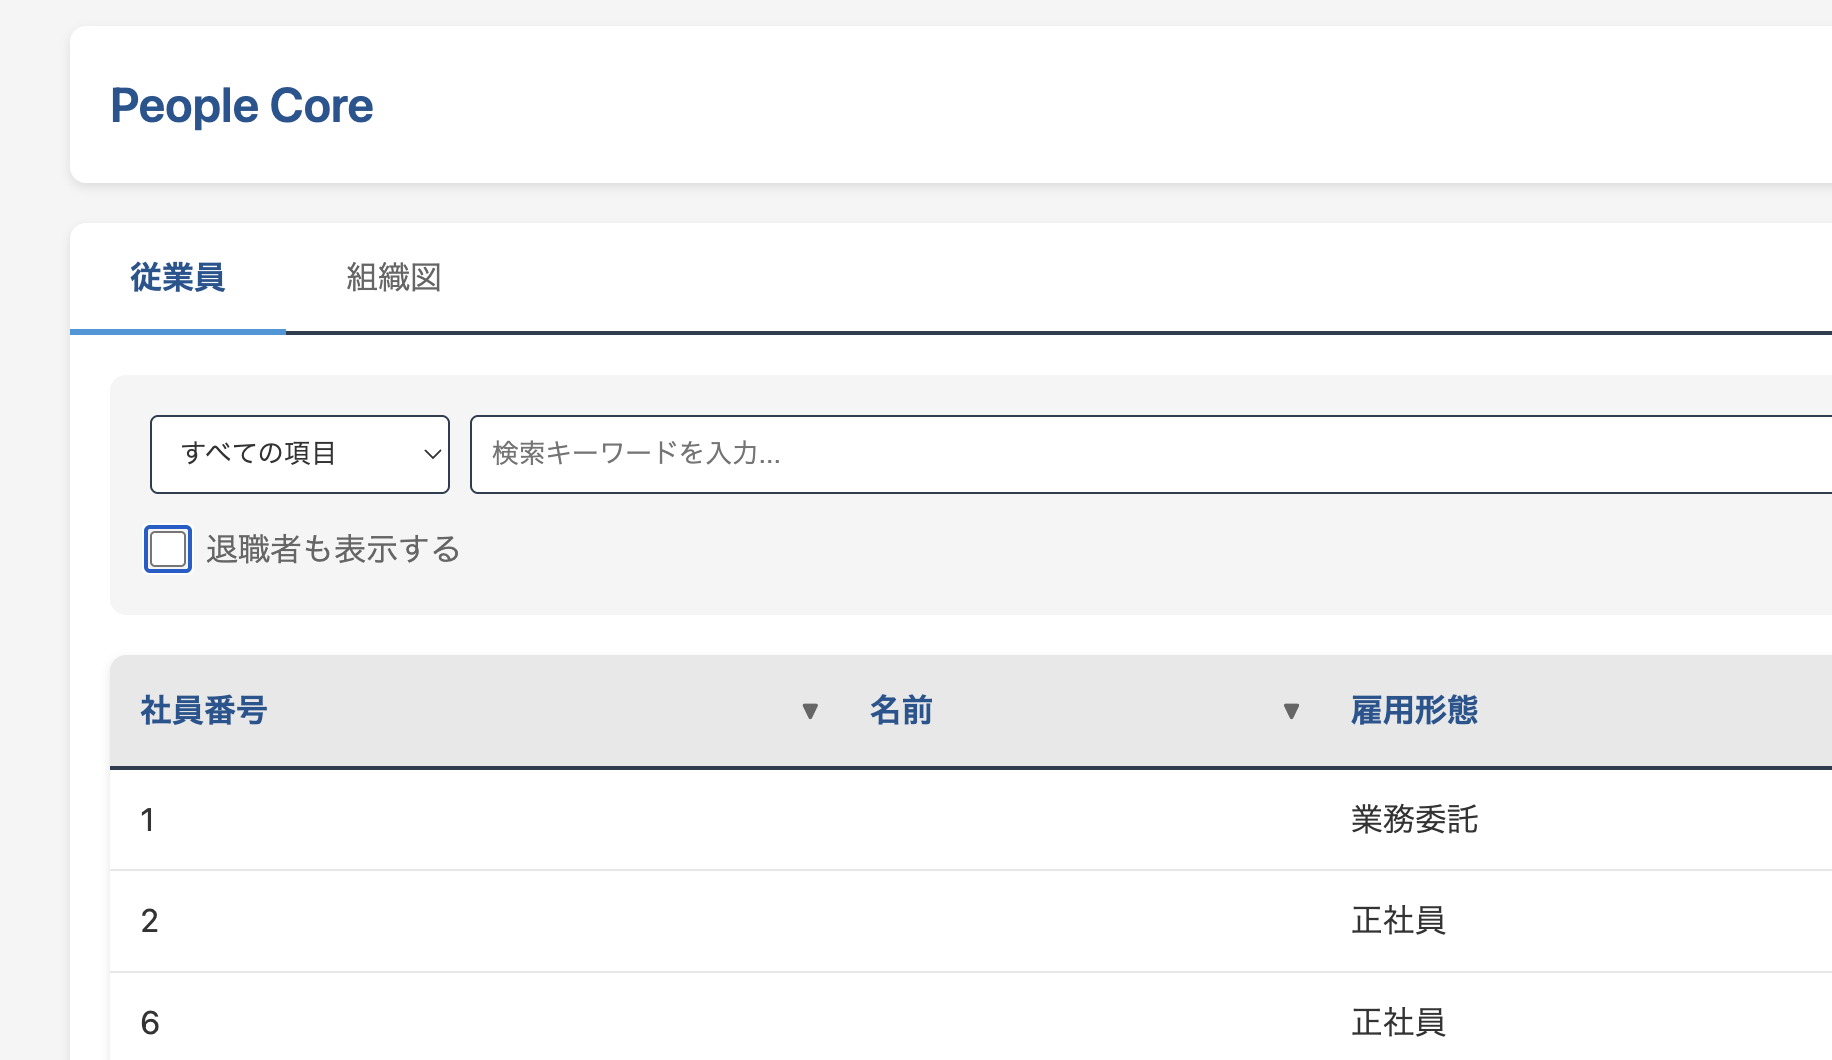 People Core
従業員 組織図
すべての項目 検索キーワードを入力...
退職者も表示する
社員番号 ▼ 名前 ▼ 雇用形態
1 業務委託
2 正社員
6 正社員